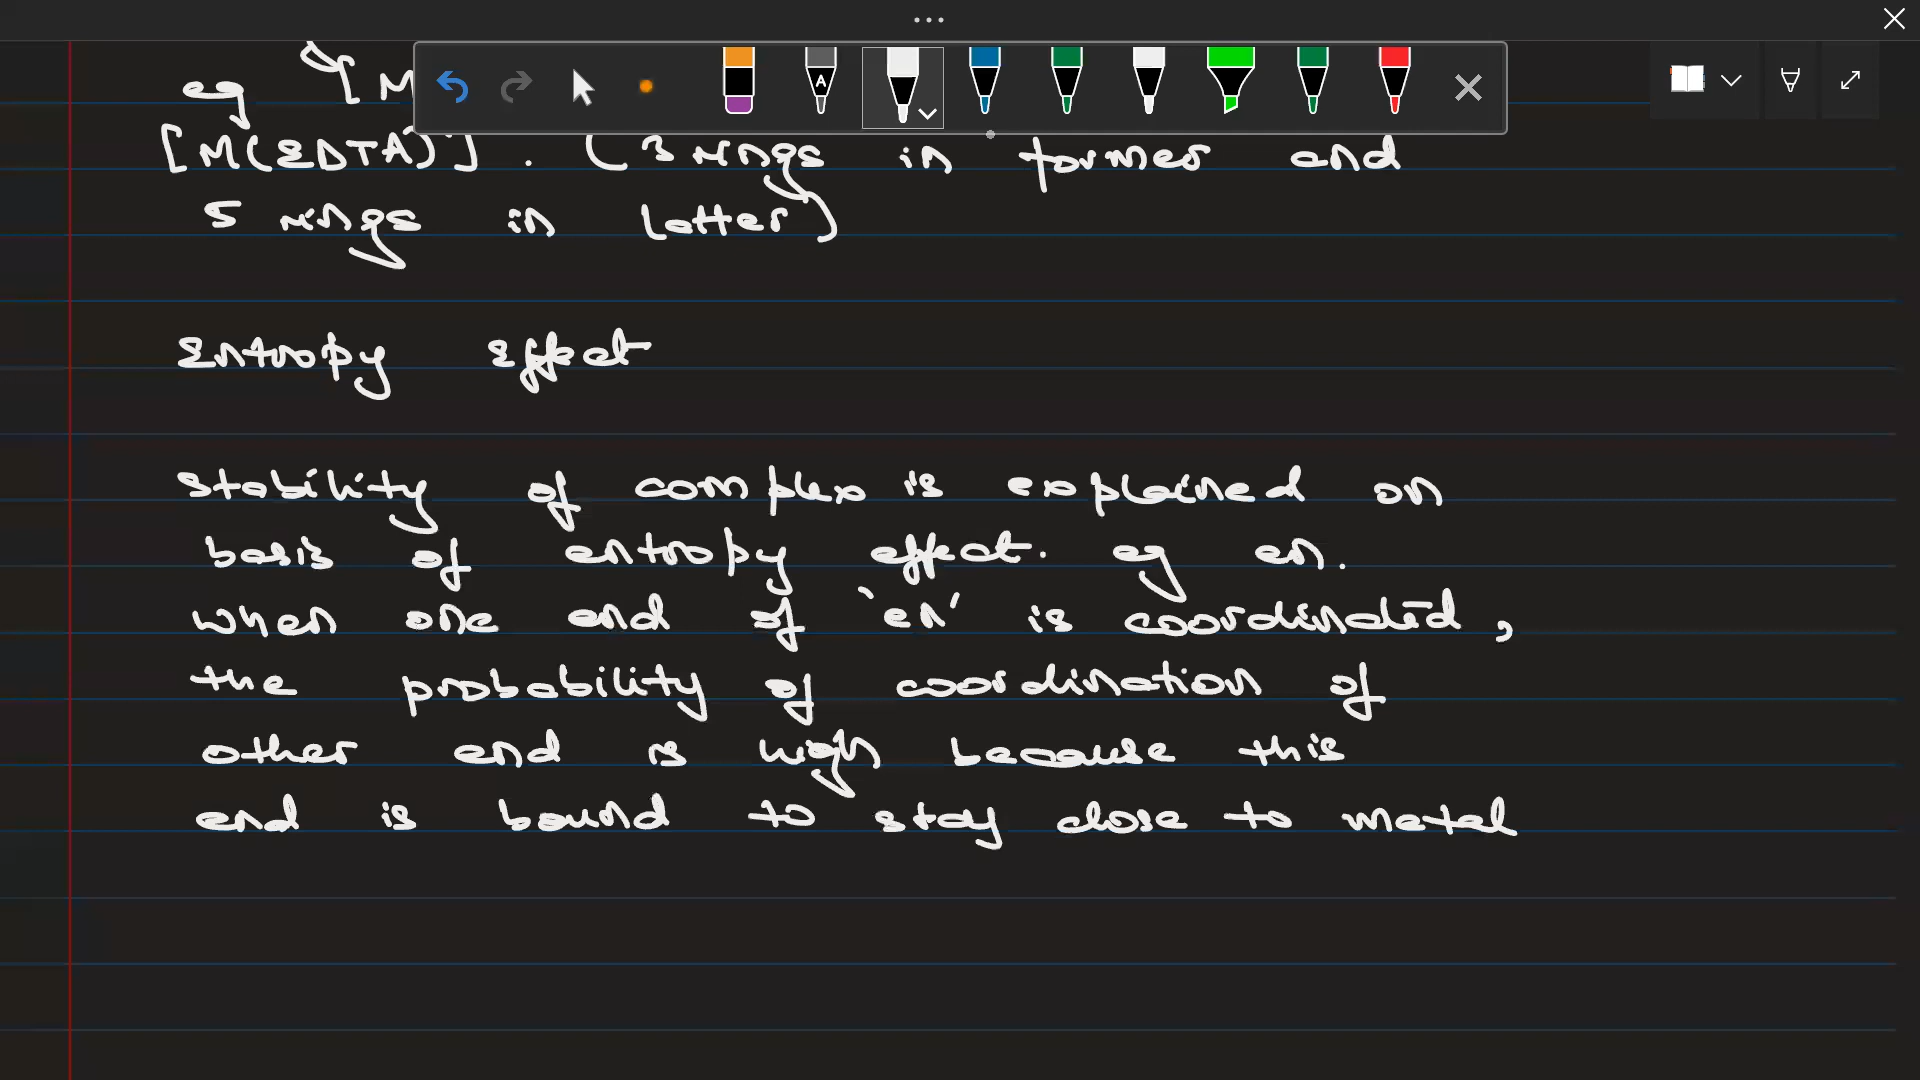 eg [M
[M(EDTA)]. (3 rings in former and
5 rings in latter)
Entropy Effect
stability of complex is explained on
basis of entropy effect. eg en.
when one end of 'en' is coordinated,
the probability of coordination of
other end is high because this
end is bound to stay close to metal